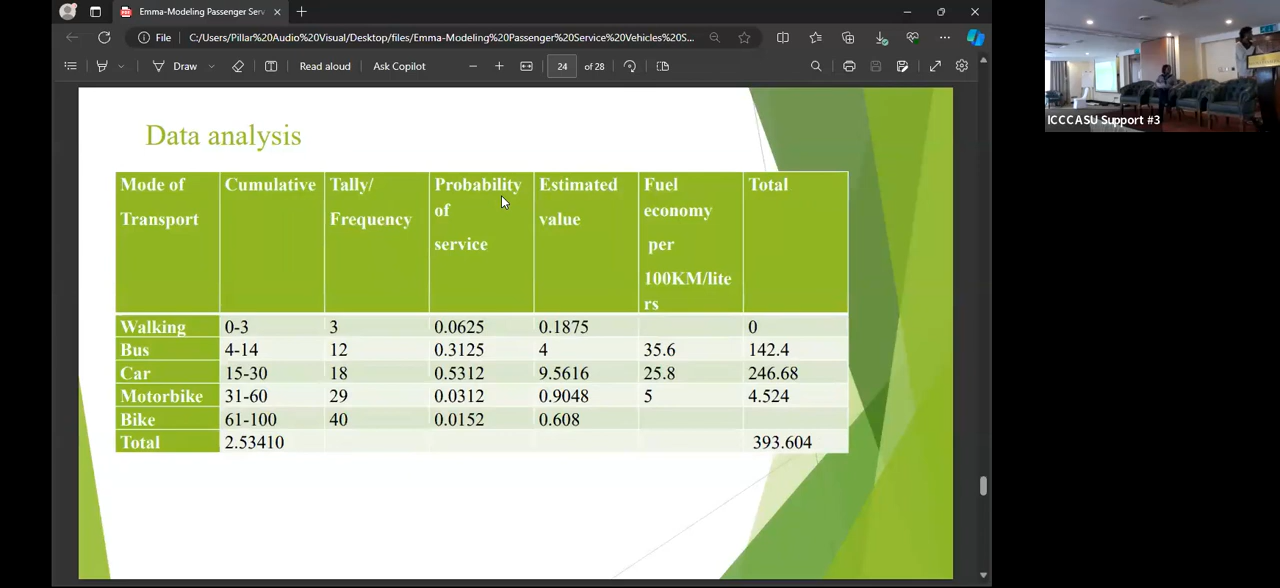 Emma-Modeling Passenger Serv
File
C:/Users/Pillar%20Audio%20Visual/Desktop/files/Emma-Modeling%20Passenger%20Service%20Vehicles%20S...
Draw
Read aloud
Ask Copilot
24
of 28
ICCCASU Support #3
Data analysis
Mode of Transport Cumulative Tally/ Frequency Probability of service Estimated value Fuel economy per 100KM/lite rs Total
Walking 0-3 3 0.0625 0.1875 0
Bus 4-14 12 0.3125 4 35.6 142.4
Car 15-30 18 0.5312 9.5616 25.8 246.68
Motorbike 31-60 29 0.0312 0.9048 5 4.524
Bike 61-100 40 0.0152 0.608
Total 2.53410 393.604